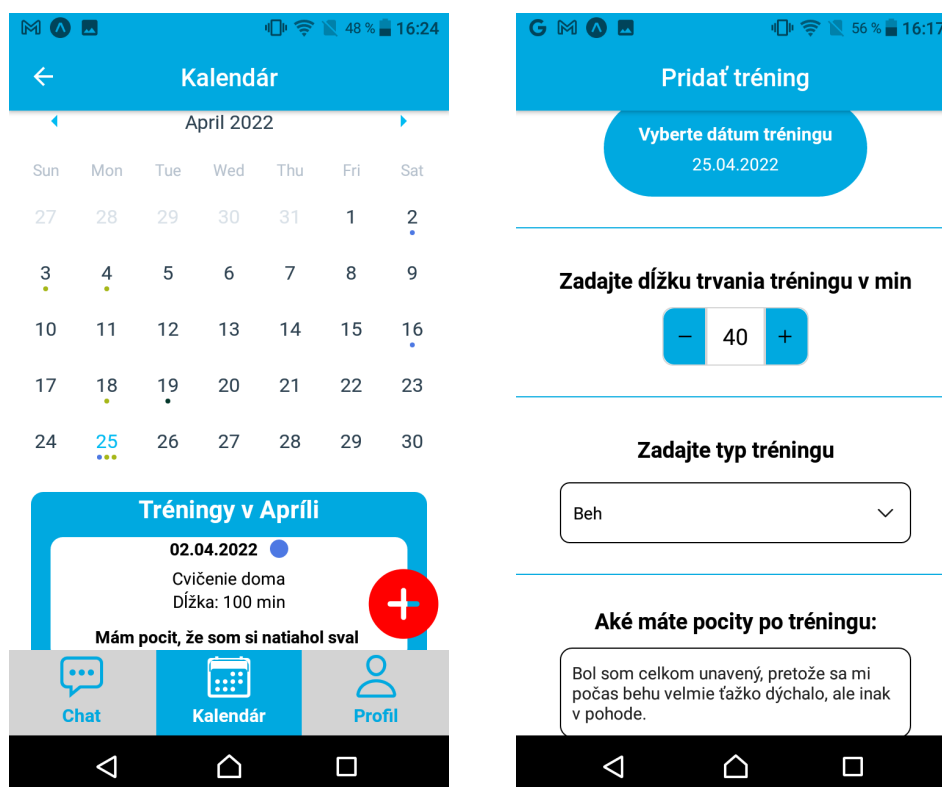 48 % 16:24
Kalendár
April 2022
Sun Mon Tue Wed Thu Fri Sat
27 28 29 30 31 1 2
3 4 5 6 7 8 9
10 11 12 13 14 15 16
17 18 19 20 21 22 23
24 25 26 27 28 29 30
Tréningy v Apríli
02.04.2022
Cvičenie doma
Dĺžka: 100 min
Mám pocit, že som si natiahol sval
Chat Kalendár Profil
G 56 % 16:17
Pridať tréning
Vyberte dátum tréningu
25.04.2022
Zadajte dĺžku trvania tréningu v min
− 40 +
Zadajte typ tréningu
Beh
Aké máte pocity po tréningu:
Bol som celkom unavený, pretože sa mi
počas behu velmie ťažko dýchalo, ale inak
v pohode.